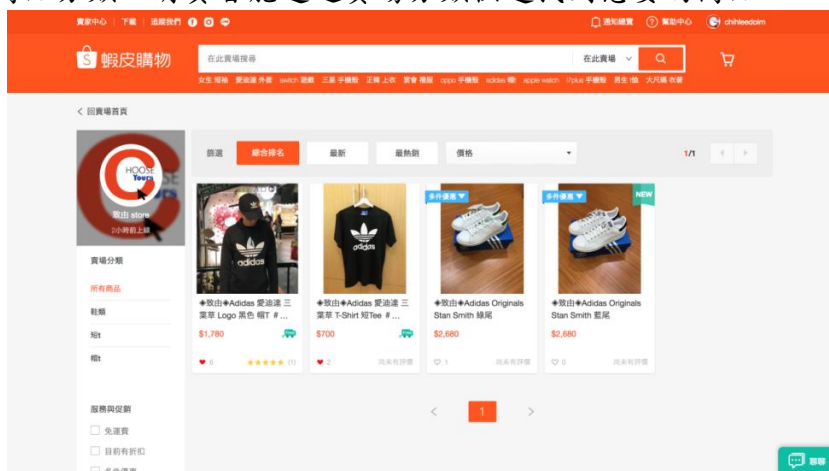 賣家中心 下載 追蹤我們
通知總覽 幫助中心 chihleedoim
蝦皮購物
在此賣場搜尋
在此賣場
女生 短袖 愛迪達 外套 switch 遊戲 三星 手機殼 正韓 上衣 宴會 禮服 oppo 手機殼 adidas apple watch i7plus 手機殼 大尺碼 衣著
回賣場首頁
CHOOSE
Yours
致由 store
2小時前上線
篩選 綜合排名 最新 最熱銷 價格 1/1
賣場分類
所有商品
鞋類
短t
帽t
服務與促銷
免運費
目前有折扣
adidas
◈致由◈Adidas 愛迪達 三
葉草 Logo 黑色 帽T #...
$1,780
6 (1)
adidas
◈致由◈Adidas 愛迪達 三
葉草 T-Shirt 短Tee #...
$700
2 尚未有評價
多件優惠
◈致由◈Adidas Originals
Stan Smith 綠尾
$2,680
1 尚未有評價
多件優惠 NEW
◈致由◈Adidas Originals
Stan Smith 藍尾
$2,680
0 尚未有評價
1
聊聊